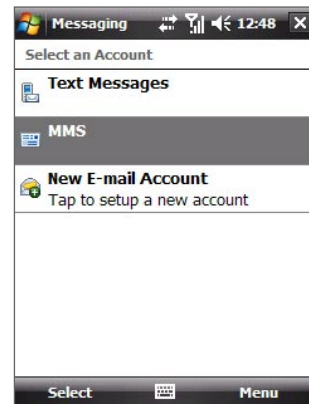 Messaging 12:48
Select an Account
Text Messages
MMS
New E-mail Account
Tap to setup a new account
Select Menu